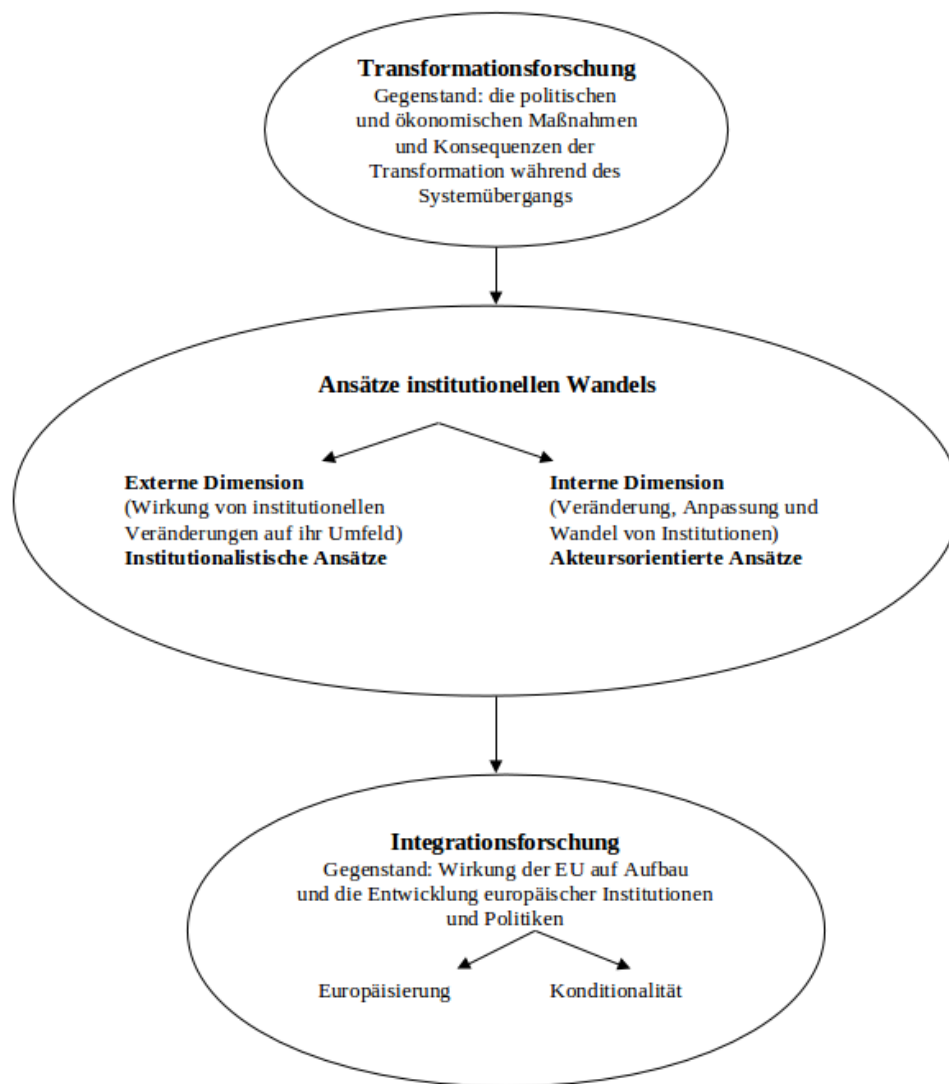 Transformationsforschung
Gegenstand: die politischen
und ökonomischen Maßnahmen
und Konsequenzen der
Transformation während des
Systemübergangs
Ansätze institutionellen Wandels
Externe Dimension
(Wirkung von institutionellen
Veränderungen auf ihr Umfeld)
Institutionalistische Ansätze
Interne Dimension
(Veränderung, Anpassung und
Wandel von Institutionen)
Akteursorientierte Ansätze
Integrationsforschung
Gegenstand: Wirkung der EU auf Aufbau
und die Entwicklung europäischer Institutionen
und Politiken
Europäisierung
Konditionalität